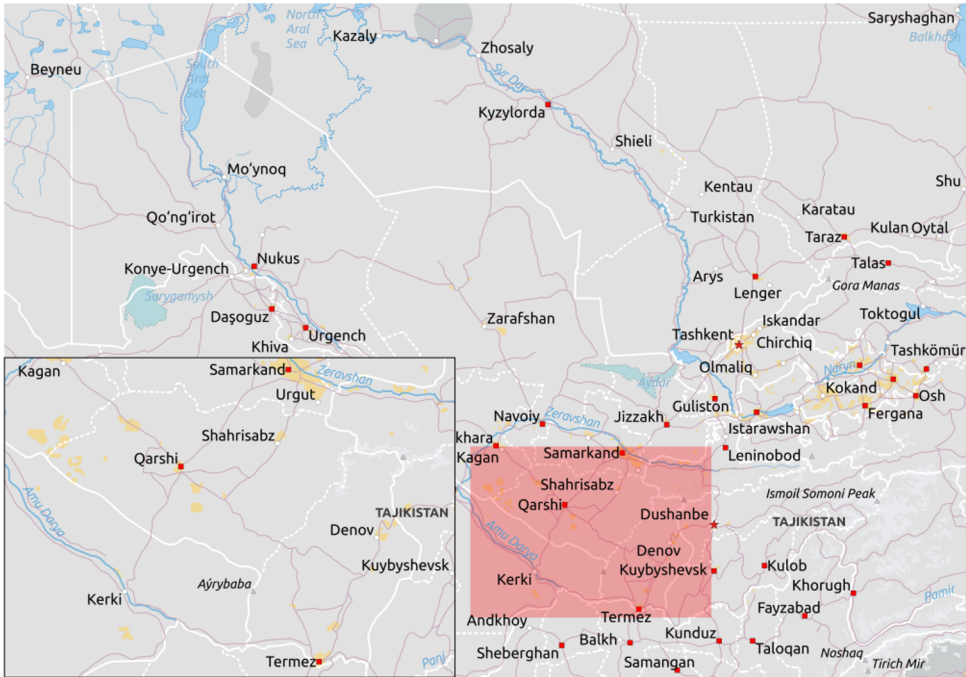 North
Aral
Sea
Saryshaghan
Balkhash
Kazaly
Zhosaly
Beyneu
South
Aral
Sea
Syr Dar
Kyzylorda
Shieli
Mo‘ynoq
Kentau
Shu
Turkistan
Karatau
Qo‘ng‘irot
Kulan
Oytal
Taraz
Nukus
Konye-Urgench
Talas
Arys
Sarygamysh
Lenger
Gora Manas
Daşoguz
Zarafshan
Iskandar
Toktogul
Urgench
Tashkent
Chirchiq
Khiva
Tashkömür
Olmaliq
Naryn
Kagan
Samarkand
Zeravshan
Aydar
Kokand
Urgut
Guliston
Osh
Navoiy
Zeravshan
Jizzakh
Fergana
Istarawshan
Shahrisabz
khara
Kagan
Samarkand
Leninobod
Qarshi
Shahrisabz
Ismoil Somoni Peak
Amu Darya
Qarshi
Dushanbe
TAJIKISTAN
TAJIKISTAN
Denov
Amu Darya
Denov
Kuybyshevsk
Kuybyshevsk
Kulob
Aýrybaba
Kerki
Khorugh
Kerki
Pamir
Fayzabad
Andkhoy
Termez
Balkh
Kunduz
Taloqan
Sheberghan
Noshaq
Termez
Panj
Samangan
Tirich Mir